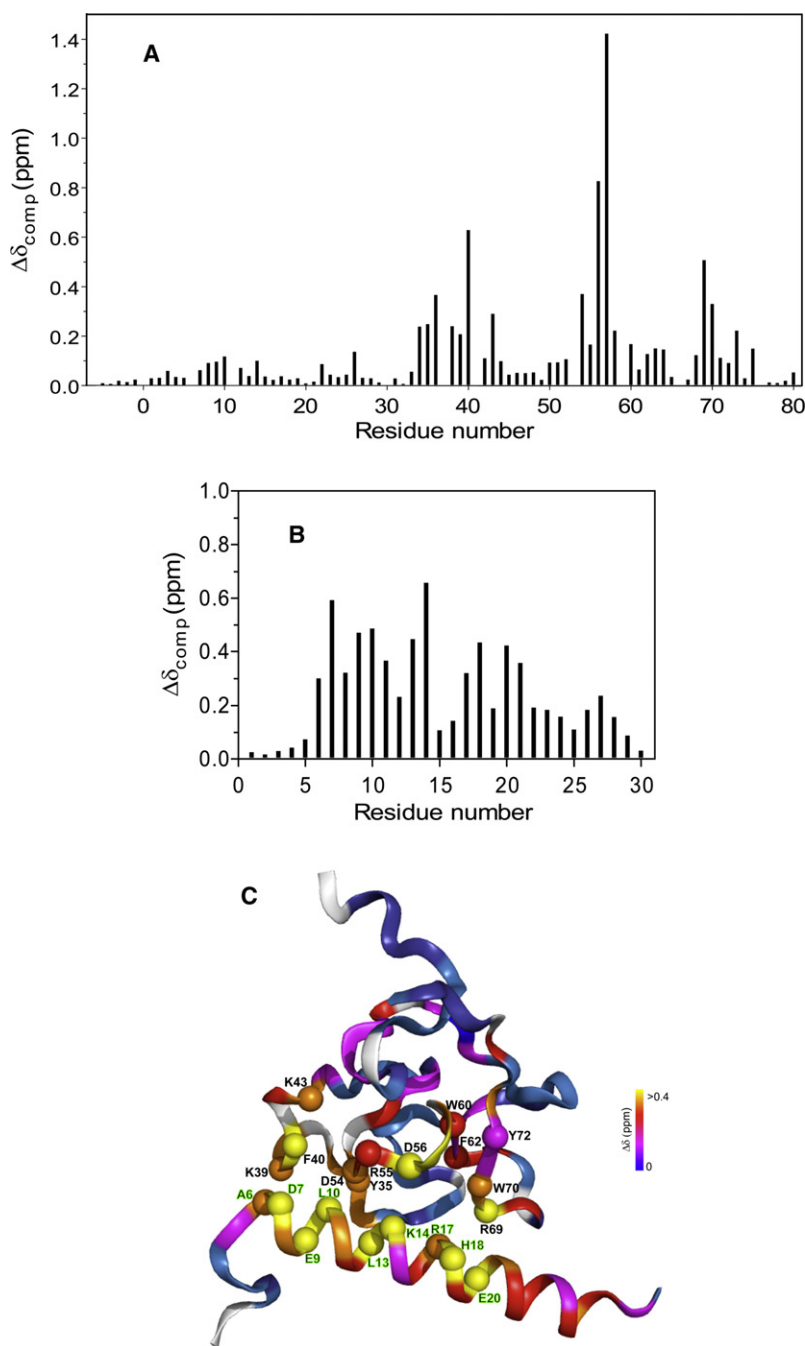 A
1.4
1.2
1.0
0.8
0.6
0.4
0.2
0.0
Δδcomp (ppm)
0 10 20 30 40 50 60 70 80
Residue number
B
1.0
0.8
0.6
0.4
0.2
0.0
Δδcomp (ppm)
0 5 10 15 20 25 30
Residue number
C
K43
W60
>0.4
Δδ (ppm)
0
F40
D56
F62
Y72
K39
D54
R55
Y35
W70
A6
D7
L10
R69
K14
R17
E9
L13
H18
E20